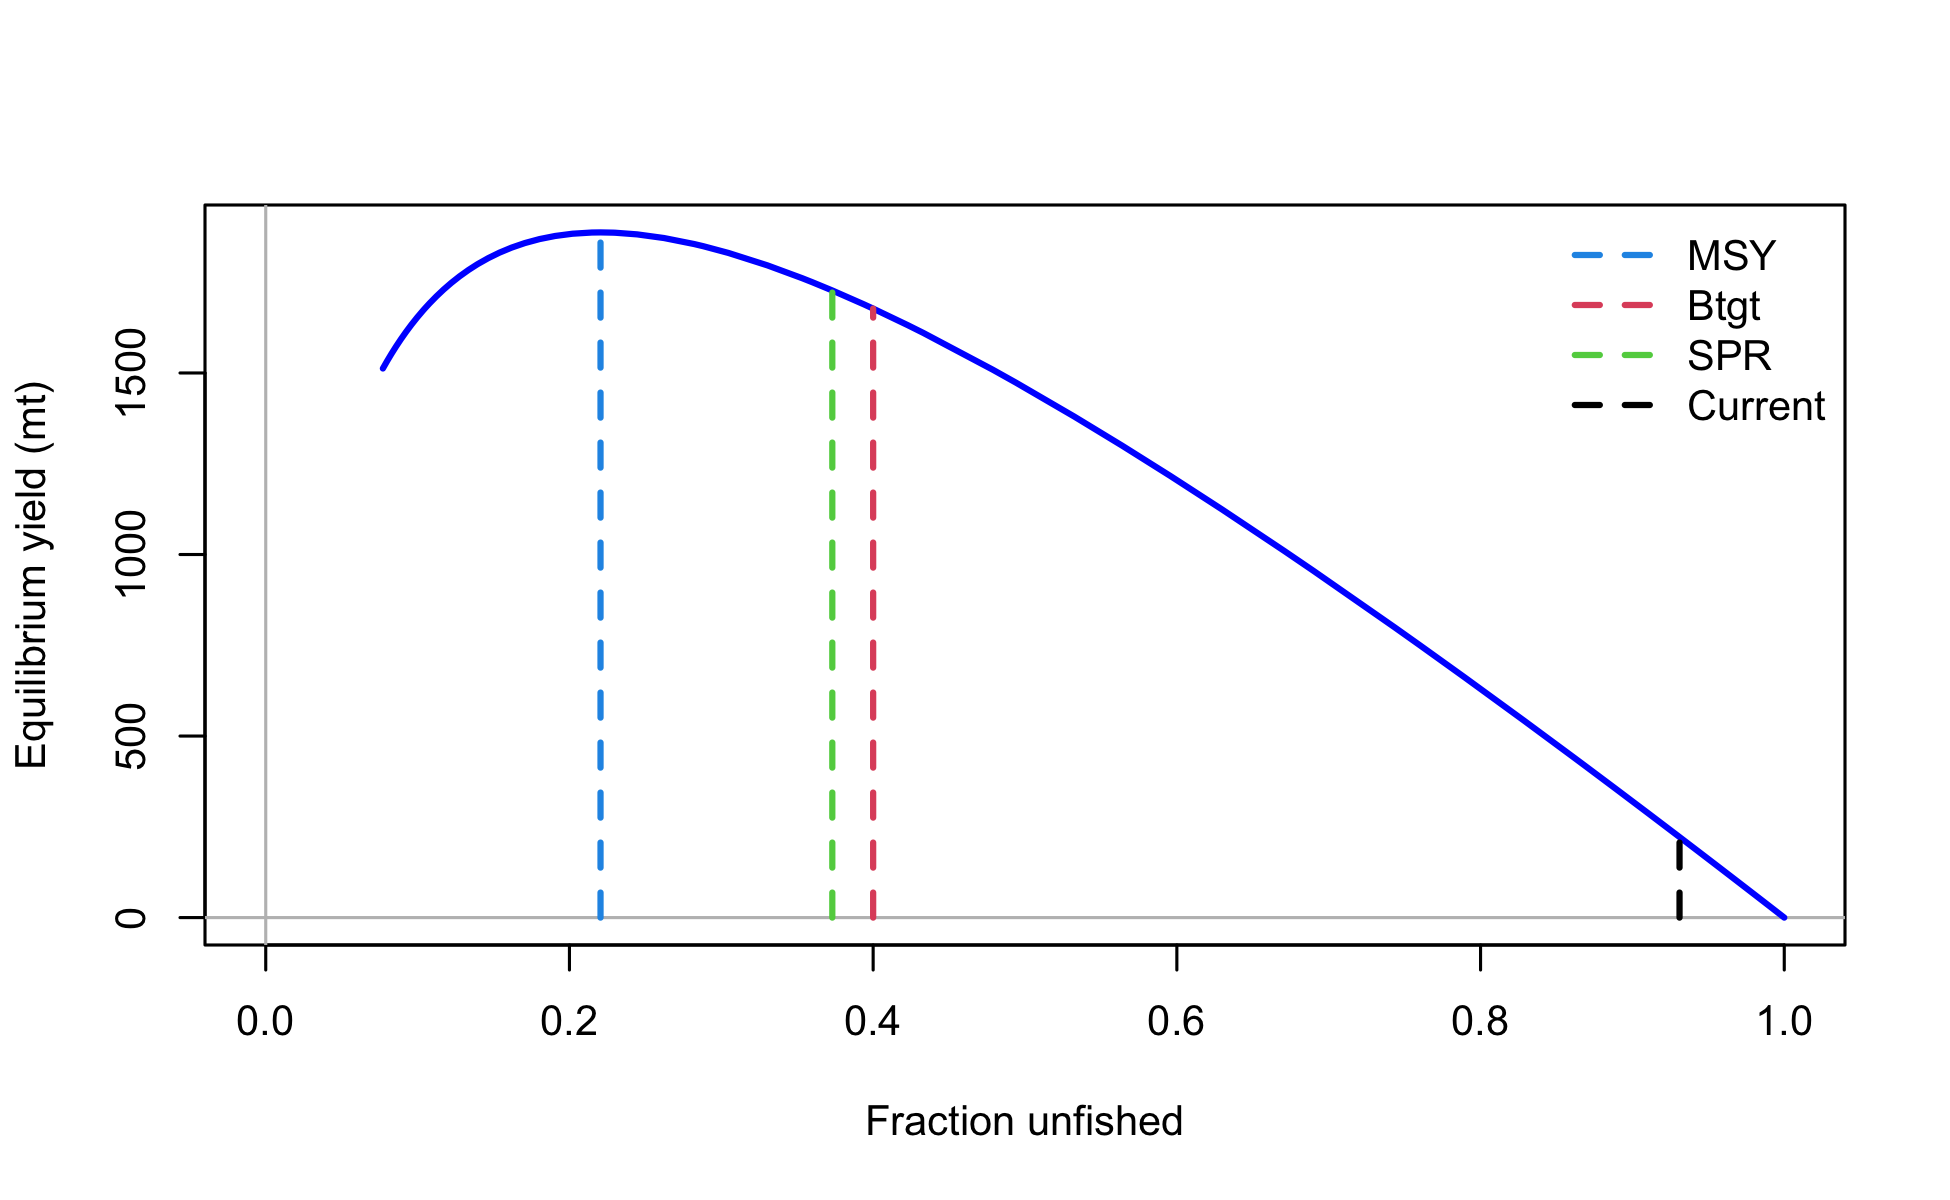 MSY
Btgt
SPR
Current
Equilibrium yield (mt)
1500
1000
500
0
0.0 0.2 0.4 0.6 0.8 1.0
Fraction unfished